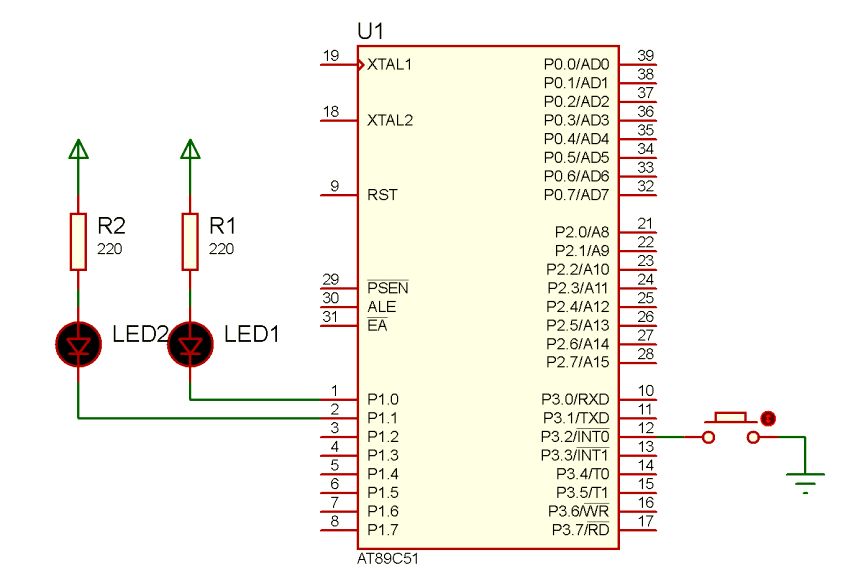 U1
19
XTAL1
18
XTAL2
9
RST
29
PSEN
30
ALE
31
EA
1
P1.0
2
P1.1
3
P1.2
4
P1.3
5
P1.4
6
P1.5
7
P1.6
8
P1.7
P0.0/AD0
39
P0.1/AD1
38
P0.2/AD2
37
P0.3/AD3
36
P0.4/AD4
35
P0.5/AD5
34
P0.6/AD6
33
P0.7/AD7
32
P2.0/A8
21
P2.1/A9
22
P2.2/A10
23
P2.3/A11
24
P2.4/A12
25
P2.5/A13
26
P2.6/A14
27
P2.7/A15
28
P3.0/RXD
10
P3.1/TXD
11
P3.2/INT0
12
P3.3/INT1
13
P3.4/T0
14
P3.5/T1
15
P3.6/WR
16
P3.7/RD
17
AT89C51
R2
220
R1
220
LED2
LED1